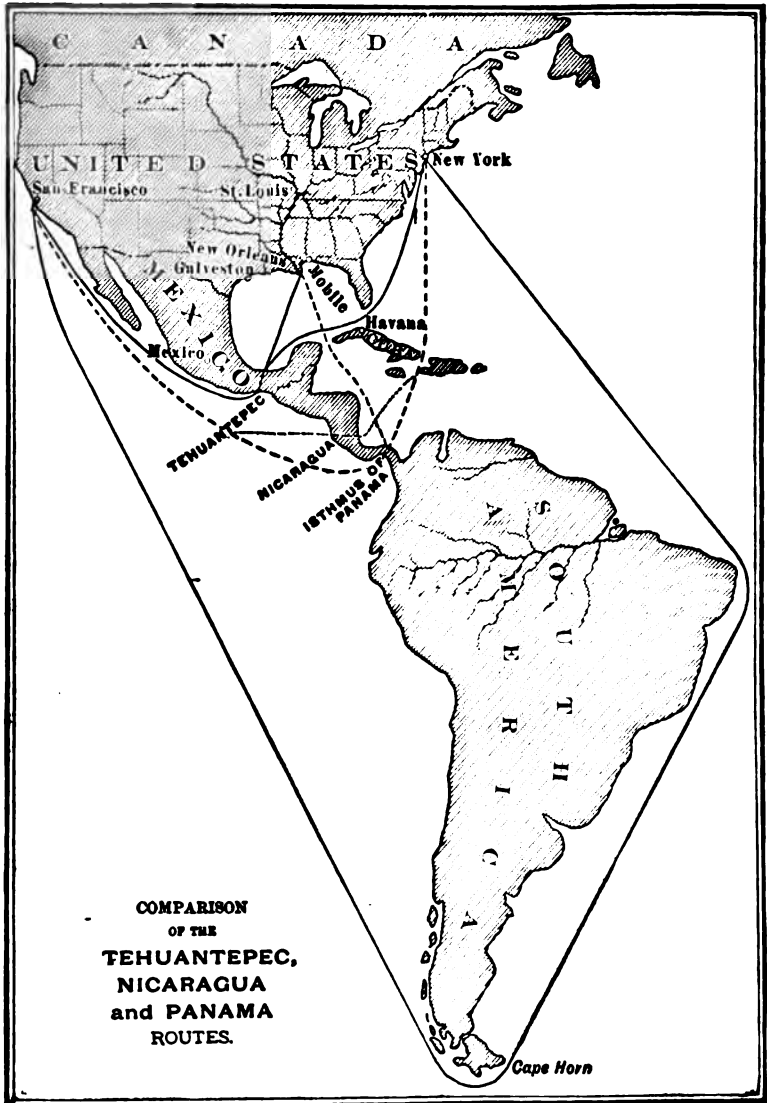 CANADA
UNITED STATES
New York
San Francisco
St. Louis
New Orleans
Galveston
Mobile
MEXICO
Havana
Mexico
TEHUANTEPEC
NICARAGUA
ISTHMUS OF
PANAMA
SOUTH
AMERICA
COMPARISON
OF THE
TEHUANTEPEC,
NICARAGUA
and PANAMA
ROUTES.
Cape Horn